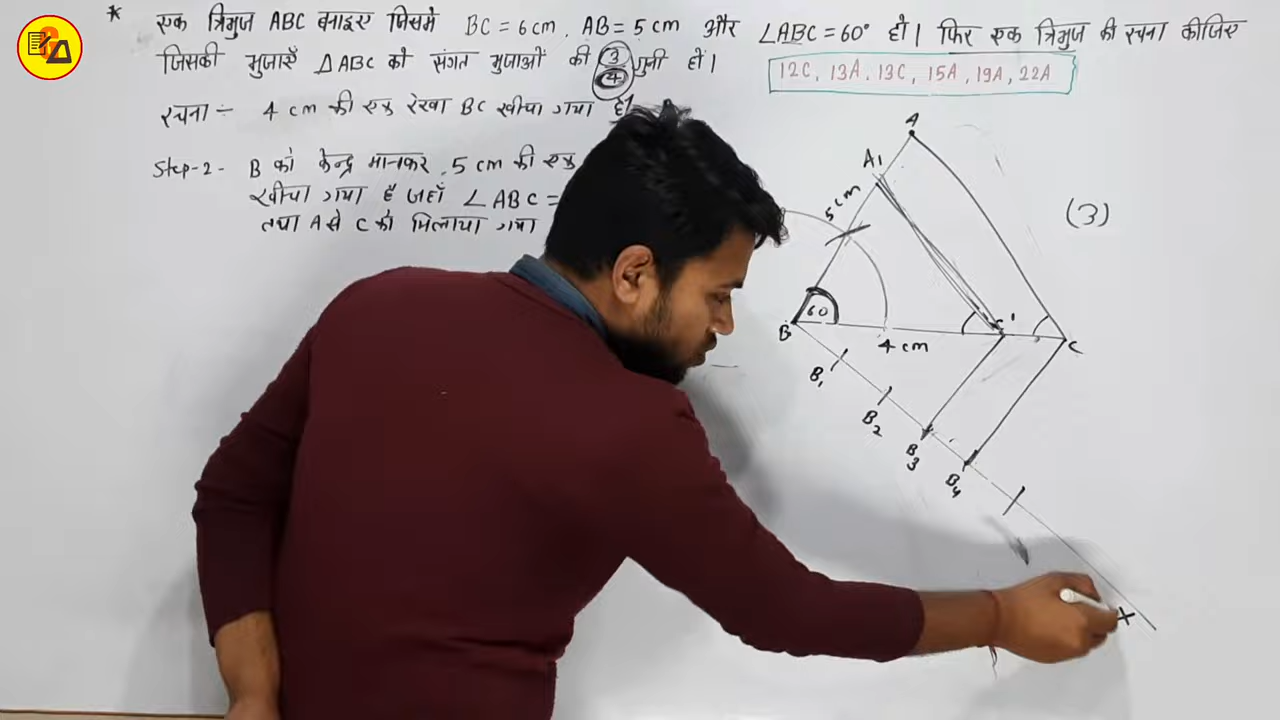 * एक त्रिभुज ABC बनाइए जिसमे BC = 6 cm, AB = 5 cm और ∠ABC = 60° हो। फिर एक त्रिभुज की रचना कीजिए
जिसकी भुजाएँ △ABC को संगत भुजाओं की 3/4 गुनी हों।
12C, 13A, 13C, 15A, 19A, 22A
रचना ÷ 4 cm की एक रेखा BC खीचा गया है।
Step-2- B को केन्द्र मानकर, 5 cm की एक
खीचा गया है जहाँ ∠ABC =
तथा A से C को मिलाया गया
A
A1
5 cm
(3)
60
B
C'
C
4 cm
B1
B2
B3
B4
X